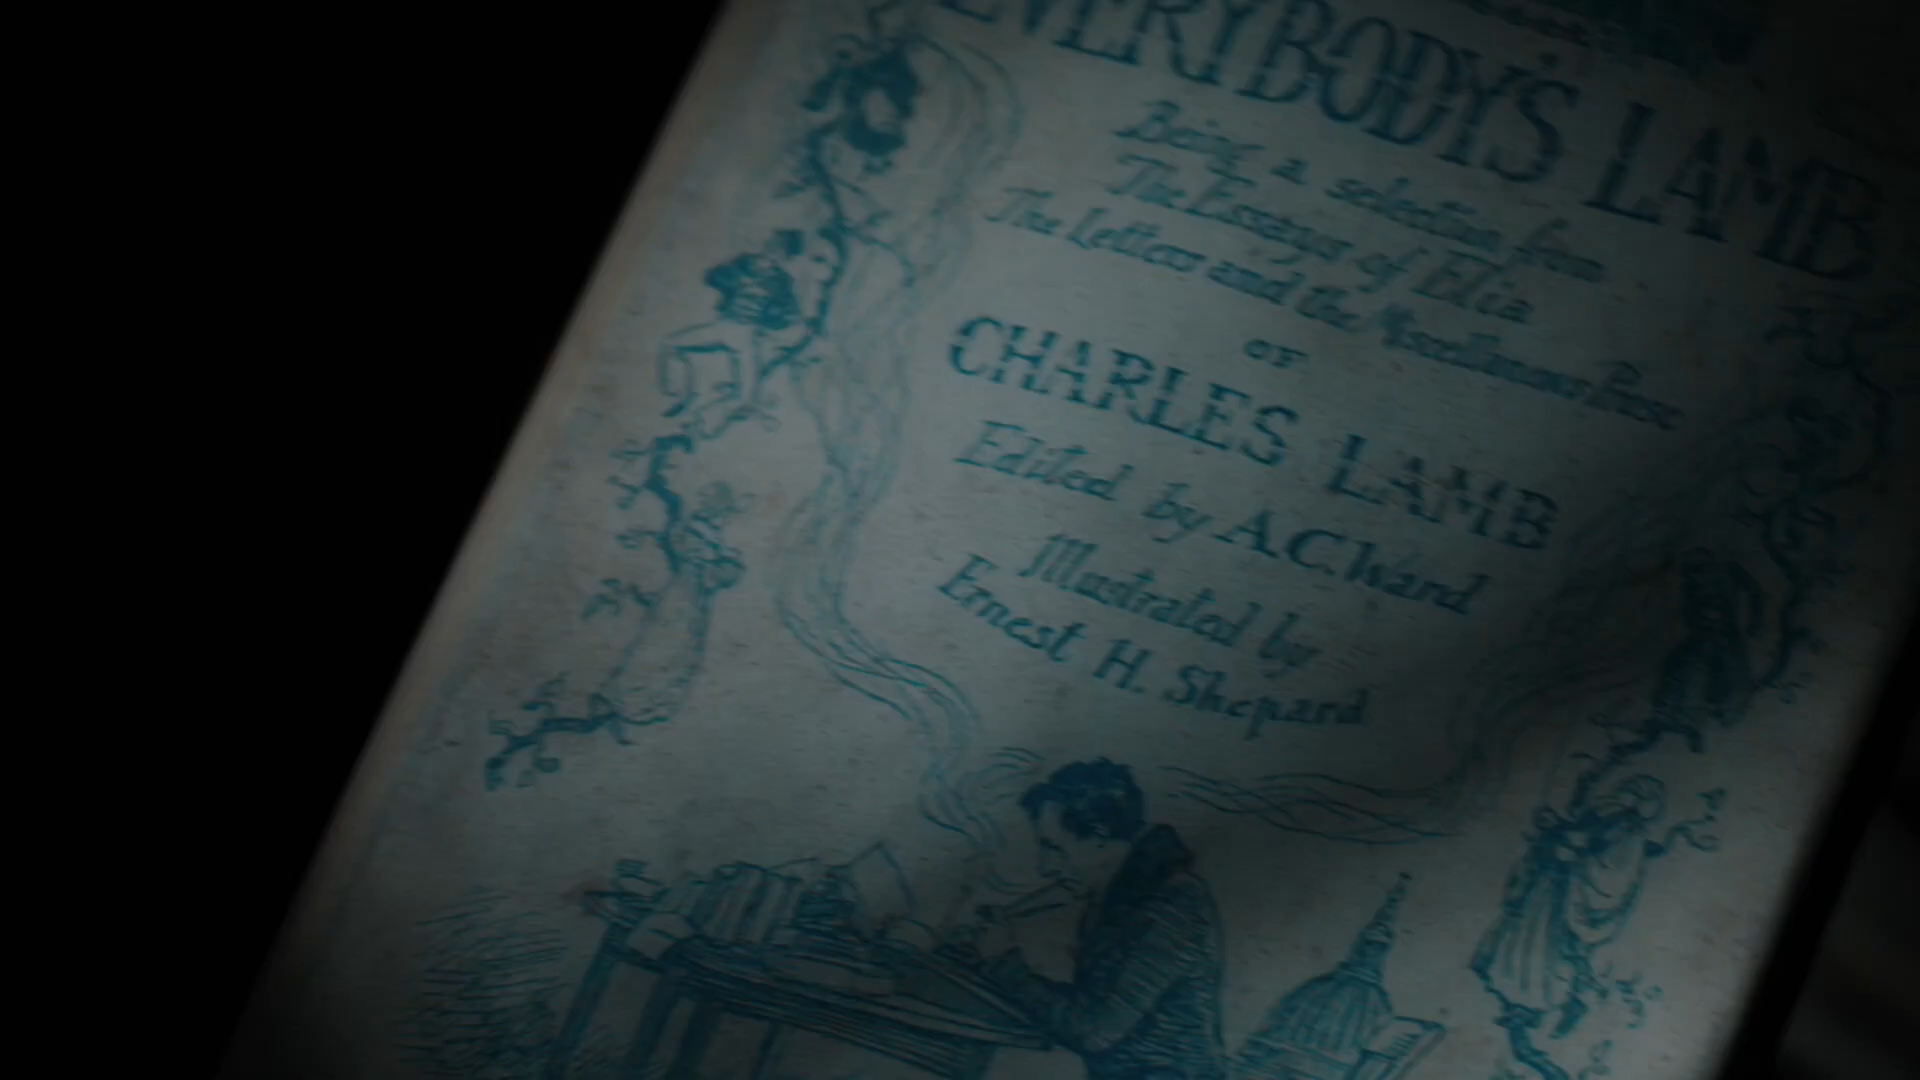 EVERYBODY'S LAMB
Being a selection from
The Essays of Elia
The Letters and the Miscellaneous Prose
OF
CHARLES LAMB
Edited by A.C. Ward
Illustrated by
Ernest H. Shepard